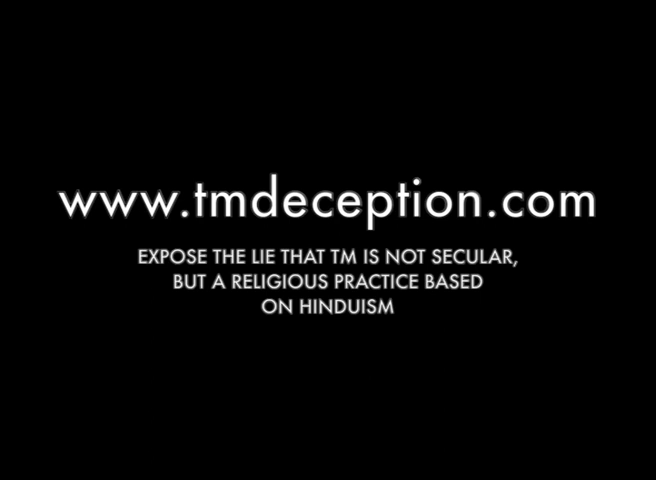 www.tmdeception.com
EXPOSE THE LIE THAT TM IS NOT SECULAR,
BUT A RELIGIOUS PRACTICE BASED
ON HINDUISM